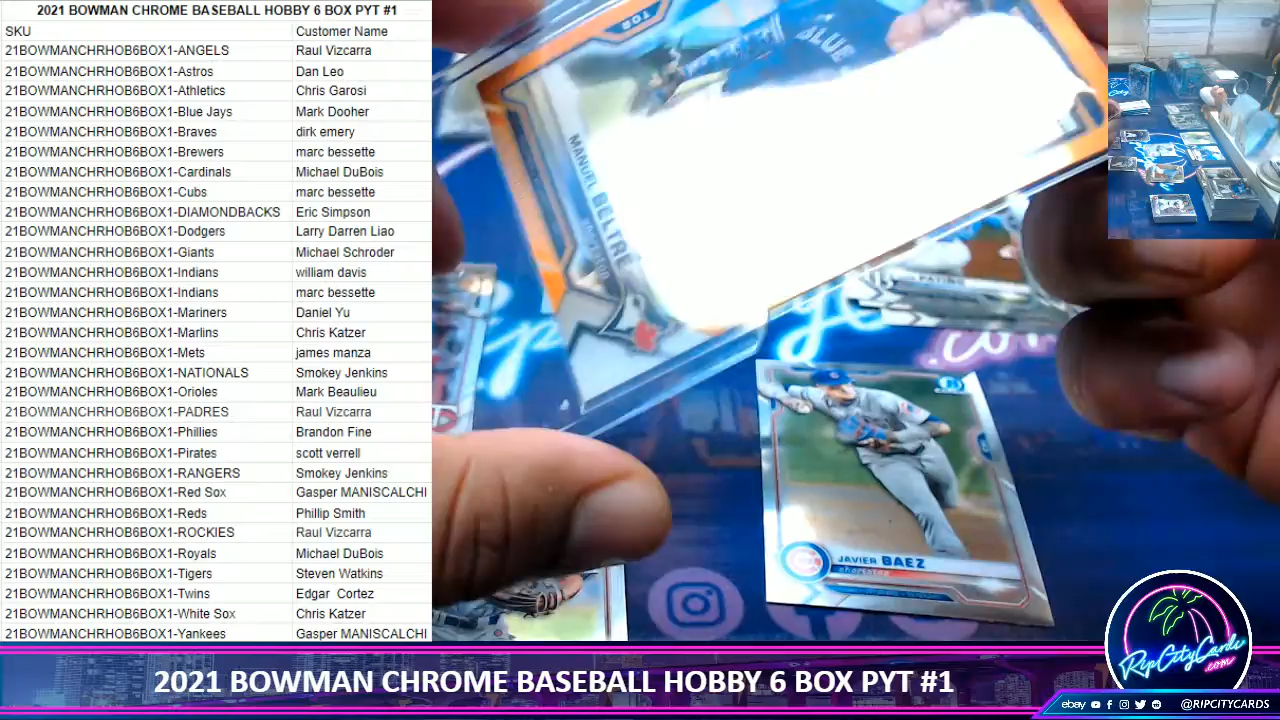 2021 BOWMAN CHROME BASEBALL HOBBY 6 BOX PYT #1
SKU Customer Name
21BOWMANCHRHOB6BOX1-ANGELS Raul Vizcarra
21BOWMANCHRHOB6BOX1-Astros Dan Leo
21BOWMANCHRHOB6BOX1-Athletics Chris Garosi
21BOWMANCHRHOB6BOX1-Blue Jays Mark Dooher
21BOWMANCHRHOB6BOX1-Braves dirk emery
21BOWMANCHRHOB6BOX1-Brewers marc bessette
21BOWMANCHRHOB6BOX1-Cardinals Michael DuBois
21BOWMANCHRHOB6BOX1-Cubs marc bessette
21BOWMANCHRHOB6BOX1-DIAMONDBACKS Eric Simpson
21BOWMANCHRHOB6BOX1-Dodgers Larry Darren Liao
21BOWMANCHRHOB6BOX1-Giants Michael Schroder
21BOWMANCHRHOB6BOX1-Indians william davis
21BOWMANCHRHOB6BOX1-Indians marc bessette
21BOWMANCHRHOB6BOX1-Mariners Daniel Yu
21BOWMANCHRHOB6BOX1-Marlins Chris Katzer
21BOWMANCHRHOB6BOX1-Mets james manza
21BOWMANCHRHOB6BOX1-NATIONALS Smokey Jenkins
21BOWMANCHRHOB6BOX1-Orioles Mark Beaulieu
21BOWMANCHRHOB6BOX1-PADRES Raul Vizcarra
21BOWMANCHRHOB6BOX1-Phillies Brandon Fine
21BOWMANCHRHOB6BOX1-Pirates scott verrell
21BOWMANCHRHOB6BOX1-RANGERS Smokey Jenkins
21BOWMANCHRHOB6BOX1-Red Sox Gasper MANISCALCHI
21BOWMANCHRHOB6BOX1-Reds Phillip Smith
21BOWMANCHRHOB6BOX1-ROCKIES Raul Vizcarra
21BOWMANCHRHOB6BOX1-Royals Michael DuBois
21BOWMANCHRHOB6BOX1-Tigers Steven Watkins
21BOWMANCHRHOB6BOX1-Twins Edgar Cortez
21BOWMANCHRHOB6BOX1-White Sox Chris Katzer
21BOWMANCHRHOB6BOX1-Yankees Gasper MANISCALCHI
TOR
BLUE
MANUEL BELTRE
.com
JAVIER BAEZ
shortstop
RipCityCards
.com
2021 BOWMAN CHROME BASEBALL HOBBY 6 BOX PYT #1
ebay @RIPCITYCARDS